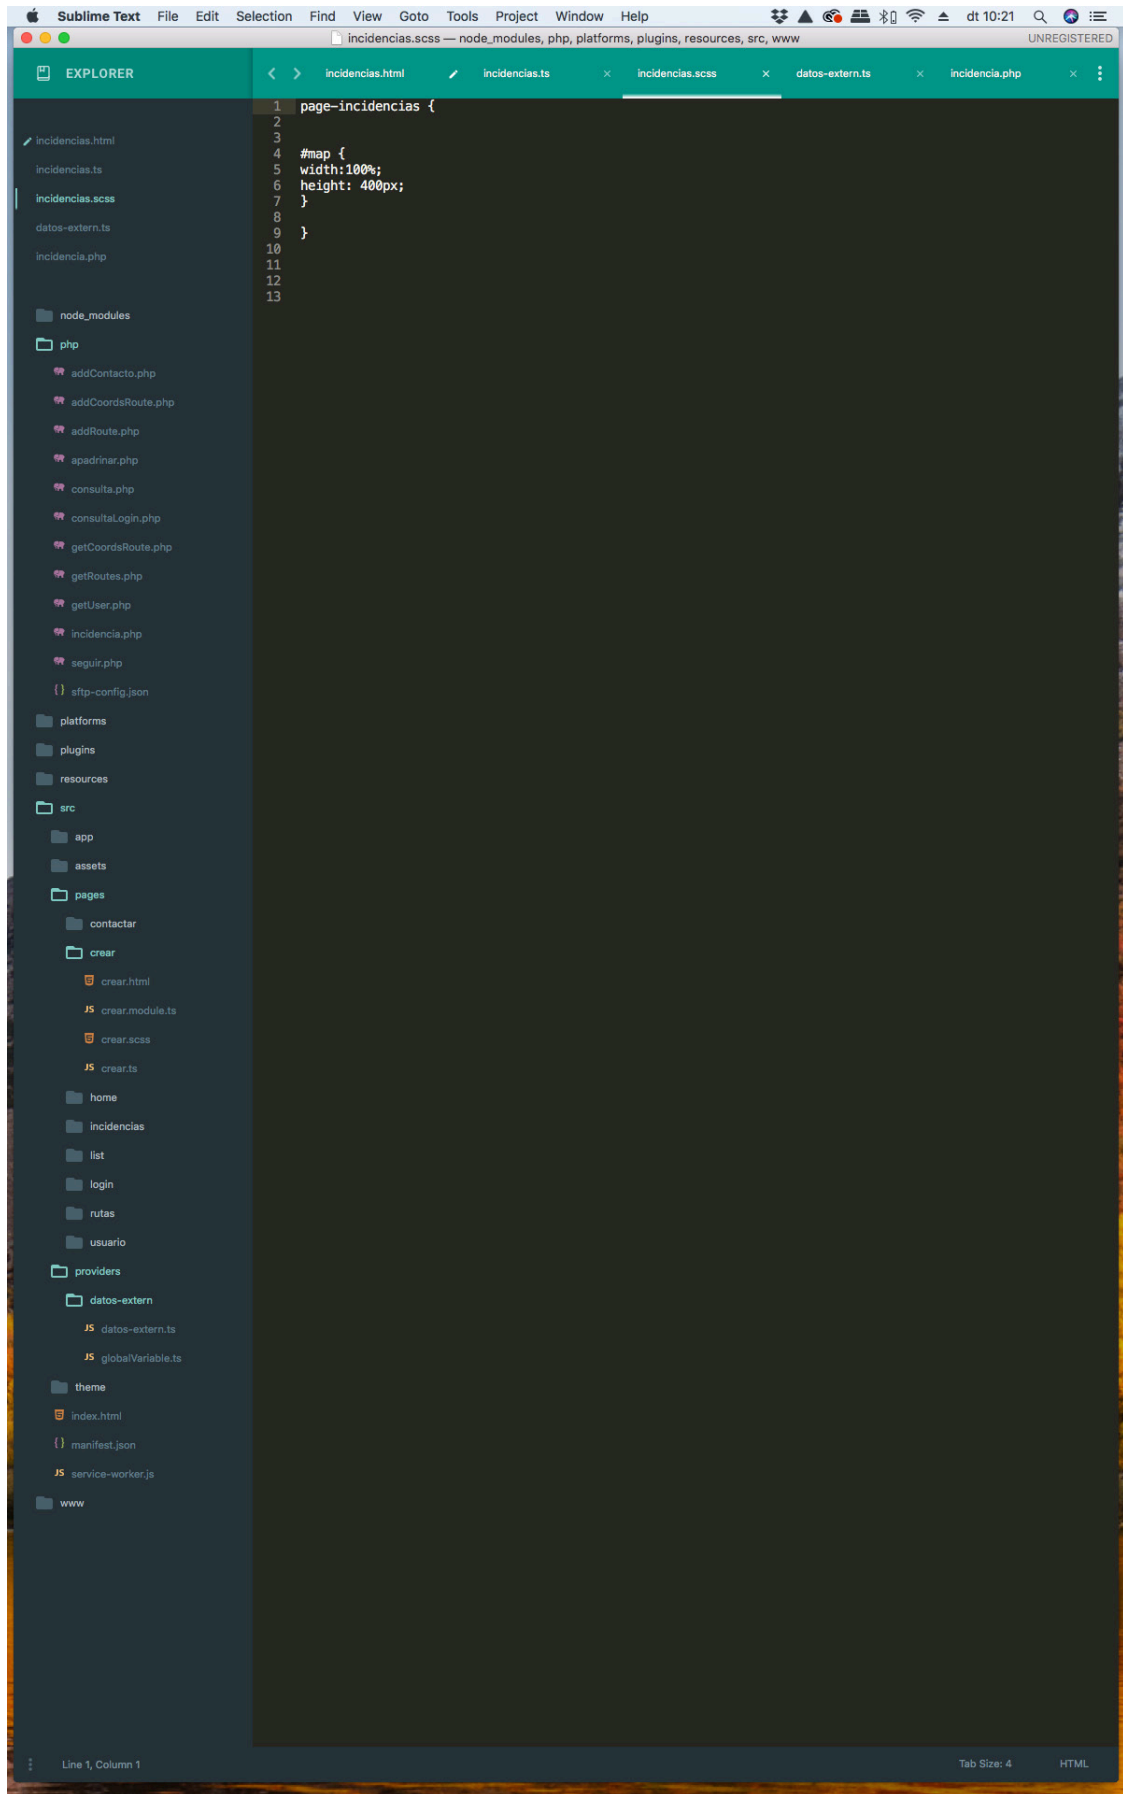 Sublime Text File Edit Selection Find View Goto Tools Project Window Help dt 10:21
incidencias.scss — node_modules, php, platforms, plugins, resources, src, www UNREGISTERED
EXPLORER incidencias.html incidencias.ts incidencias.scss datos-extern.ts incidencia.php
incidencias.html
incidencias.ts
incidencias.scss
datos-extern.ts
incidencia.php
node_modules
php
addContacto.php
addCoordsRoute.php
addRoute.php
apadrinar.php
consulta.php
consultaLogin.php
getCoordsRoute.php
getRoutes.php
getUser.php
incidencia.php
seguir.php
{} sftp-config.json
platforms
plugins
resources
src
app
assets
pages
contactar
crear
crear.html
JS crear.module.ts
crear.scss
JS crear.ts
home
incidencias
list
login
rutas
usuario
providers
datos-extern
JS datos-extern.ts
JS globalVariable.ts
theme
index.html
{} manifest.json
JS service-worker.js
www
1 page-incidencias {
2
3
4 #map {
5 width:100%;
6 height: 400px;
7 }
8
9 }
10
11
12
13
Line 1, Column 1 Tab Size: 4 HTML